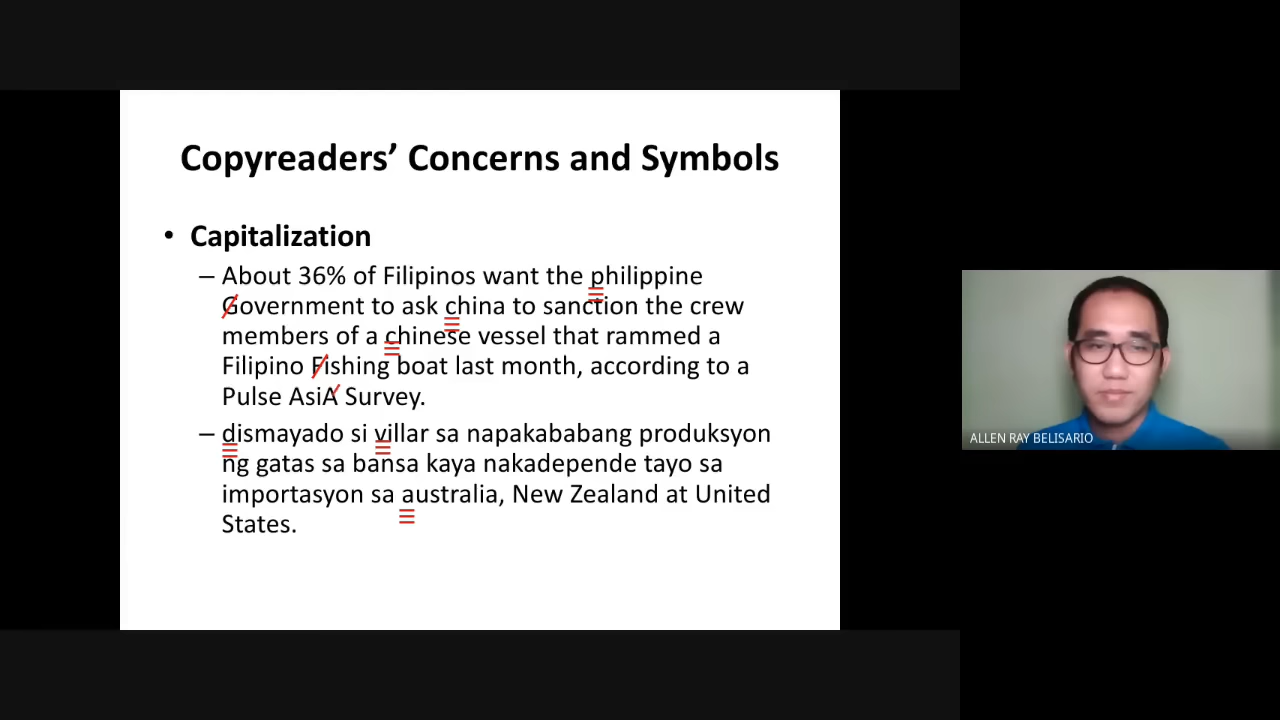 Copyreaders’ Concerns and Symbols
• Capitalization
– About 36% of Filipinos want the philippine
Government to ask china to sanction the crew
members of a chinese vessel that rammed a
Filipino Fishing boat last month, according to a
Pulse AsiA Survey.
– dismayado si villar sa napakababang produksyon
ng gatas sa bansa kaya nakadepende tayo sa
importasyon sa australia, New Zealand at United
States.
ALLEN RAY BELISARIO